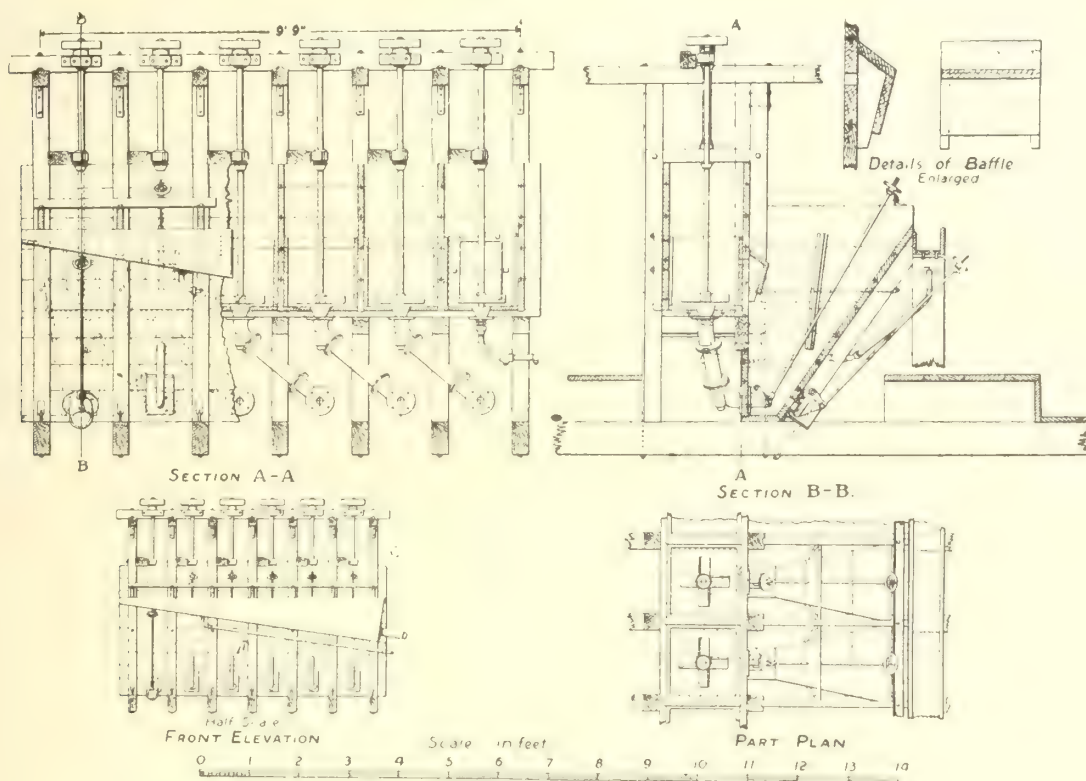 B
9' 9"
A
Details of Baffle
Enlarged
B
SECTION A-A
A
SECTION B-B.
D
Half Scale
FRONT ELEVATION
PART PLAN
Scale in feet
0 1 2 3 4 5 6 7 8 9 10 11 12 13 14